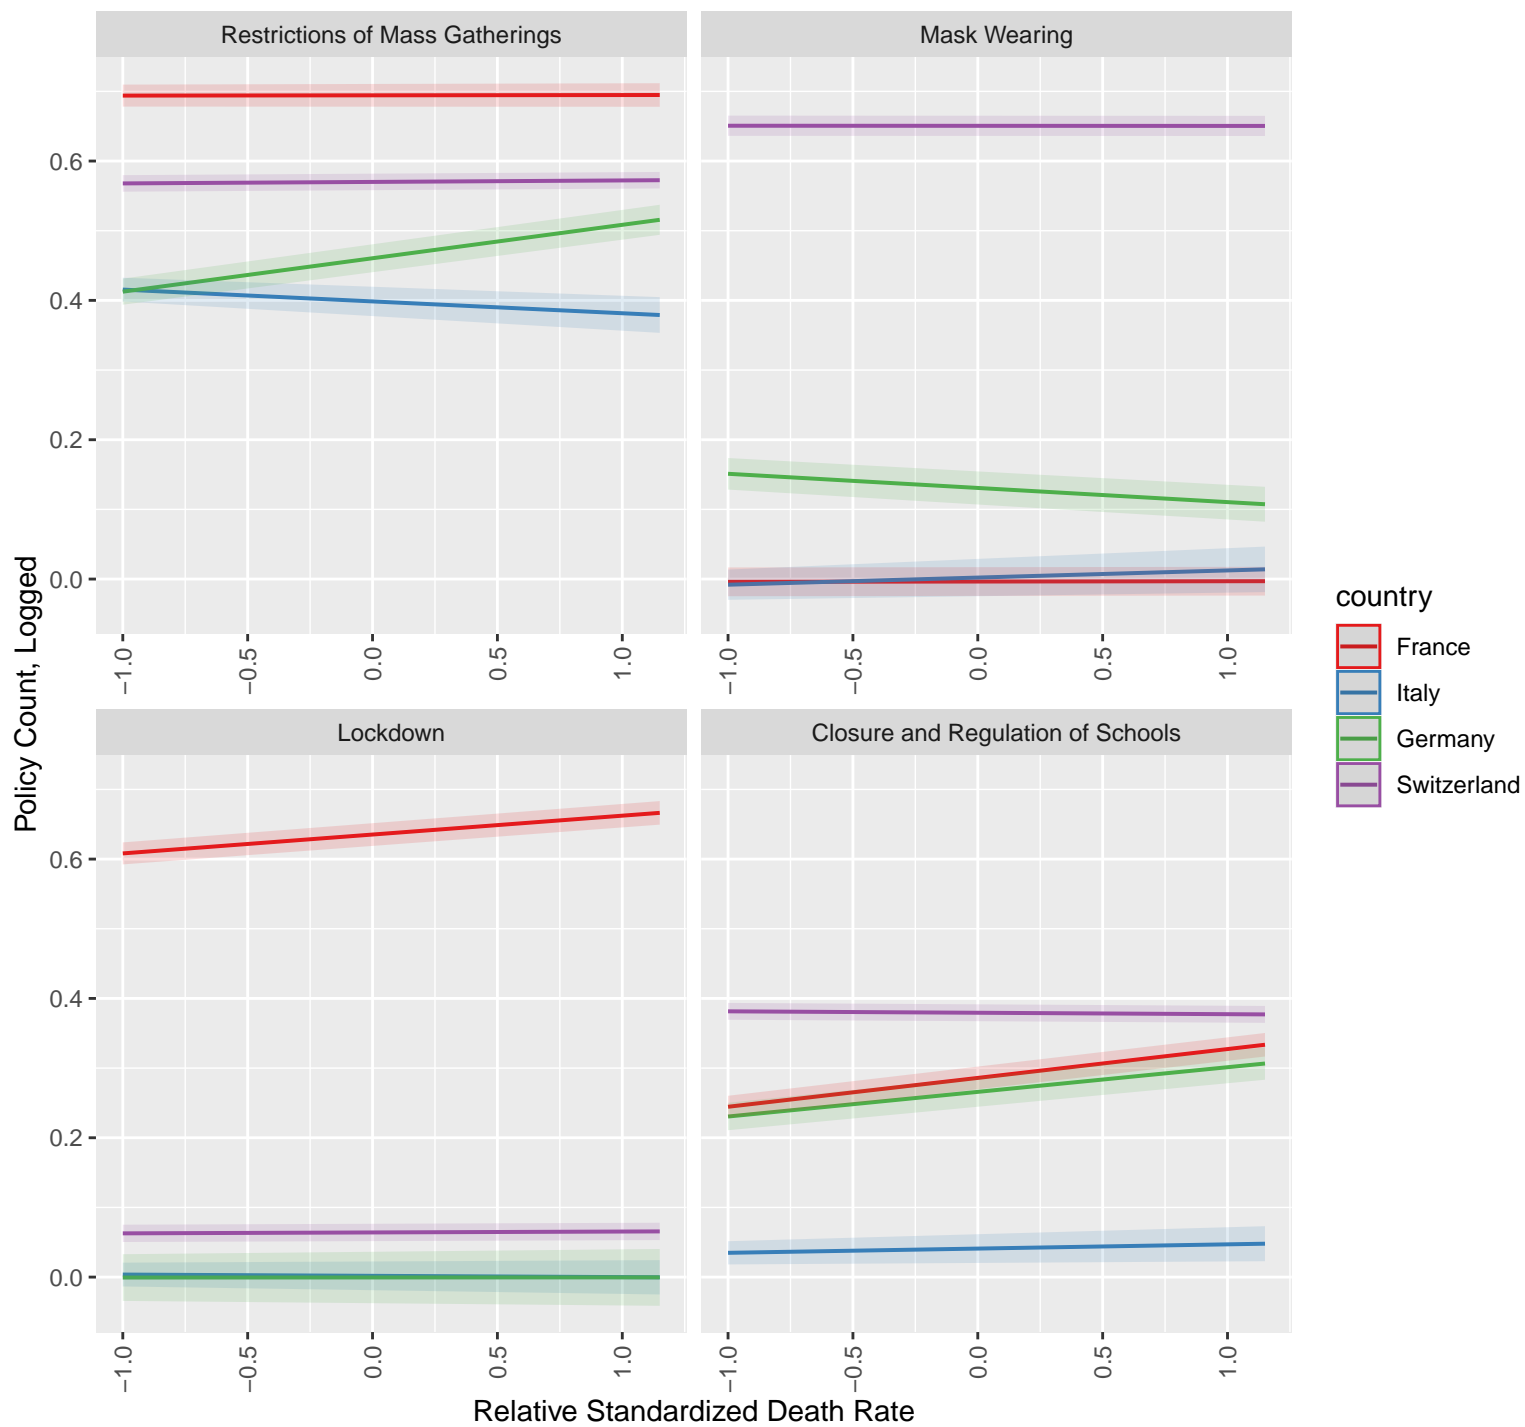 Restrictions of Mass Gatherings
Mask Wearing
Policy Count, Logged
0.6
0.4
0.2
0.0
−1.0
−0.5
0.0
0.5
1.0
−1.0
−0.5
0.0
0.5
1.0
country
France
Italy
Germany
Switzerland
Lockdown
Closure and Regulation of Schools
0.6
0.4
0.2
0.0
−1.0
−0.5
0.0
0.5
1.0
−1.0
−0.5
0.0
0.5
1.0
Relative Standardized Death Rate